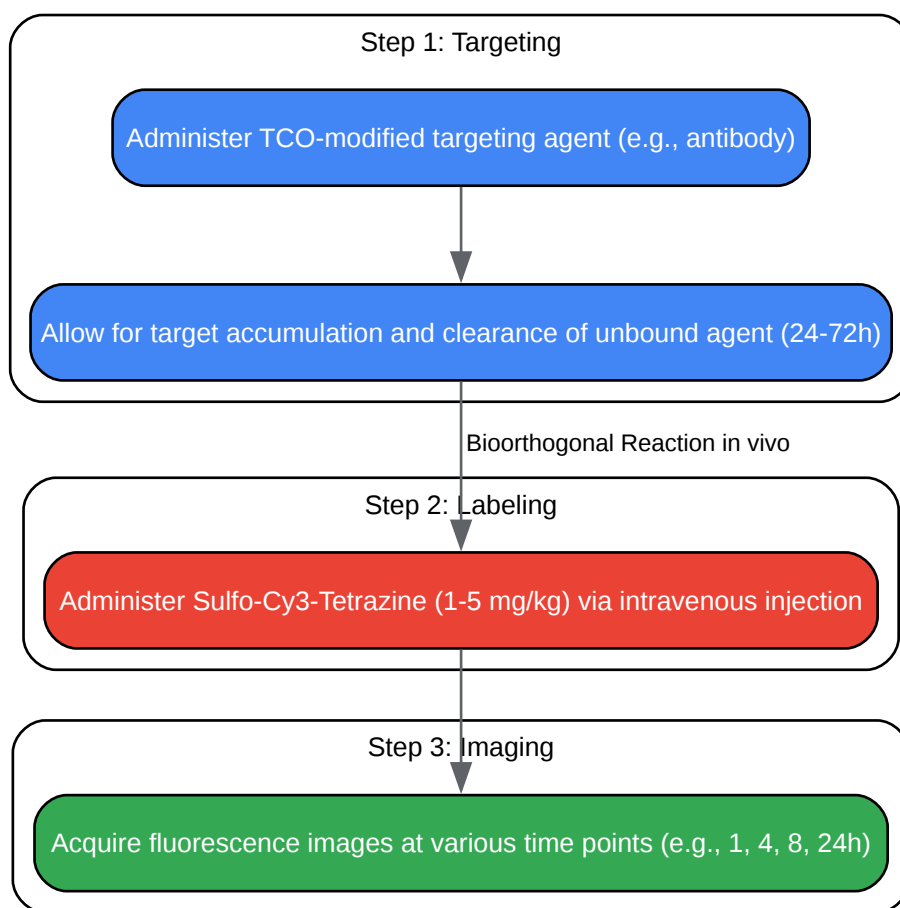 Step 1: Targeting
Administer TCO-modified targeting agent (e.g., antibody)
Allow for target accumulation and clearance of unbound agent (24-72h)
Bioorthogonal Reaction in vivo
Step 2: Labeling
Administer Sulfo-Cy3-Tetrazine (1-5 mg/kg) via intravenous injection
Step 3: Imaging
Acquire fluorescence images at various time points (e.g., 1, 4, 8, 24h)